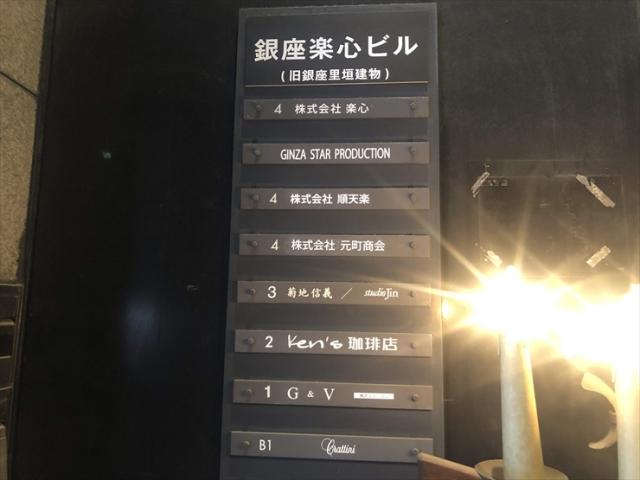 銀座楽心ビル
(旧銀座里垣建物)
4 株式会社 楽心
GINZA STAR PRODUCTION
4 株式会社 順天楽
4 株式会社 元町商会
3 菊地信義 / studio Jin
2 Ken's 珈琲店
1 G & V
B1 Crattini